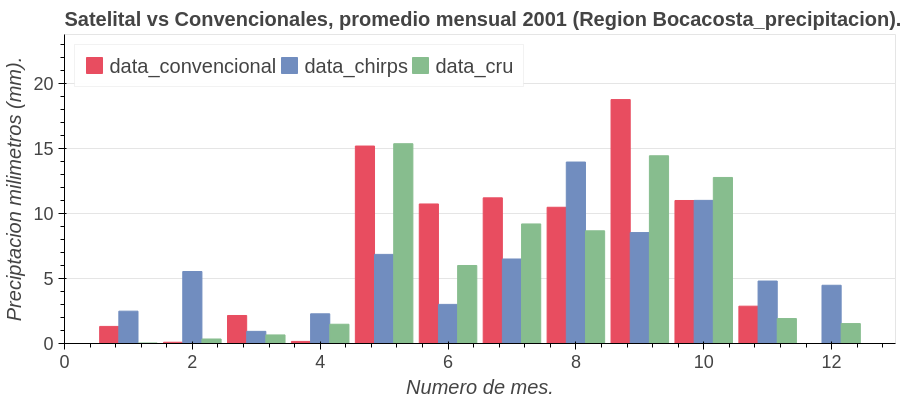 Satelital vs Convencionales, promedio mensual 2001 (Region Bocacosta_precipitacion).
data_convencional data_chirps data_cru
Preciptacion milimetros (mm).
20
15
10
5
0
0 2 4 6 8 10 12
Numero de mes.